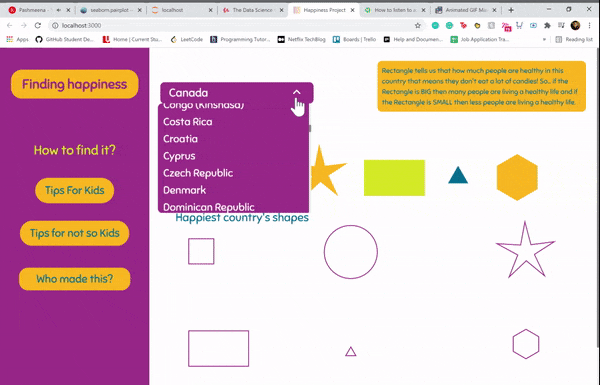 Pashmeena
seaborn.pairplot
localhost
The Data Science
Happiness Project
How to listen to a
Animated GIF Ma
localhost:3000
Apps
GitHub Student De...
Home | Current Stu...
LeetCode
Programming Tutor...
Netflix TechBlog
Boards | Trello
Help and Documen...
Job Application Tra...
Reading list
Finding happiness
How to find it?
Tips For Kids
Tips for not so Kids
Who made this?
Canada
Congo (Kinshasa)
Costa Rica
Croatia
Cyprus
Czech Republic
Denmark
Dominican Republic
Happiest country's shapes
Rectangle tells us that how much people are healthy in this
country that means they don't eat a lot of candies! So.. if the
Rectangle is BIG then many people are living a healthy life and if
the Rectangle is SMALL then less people are living a healthy life.